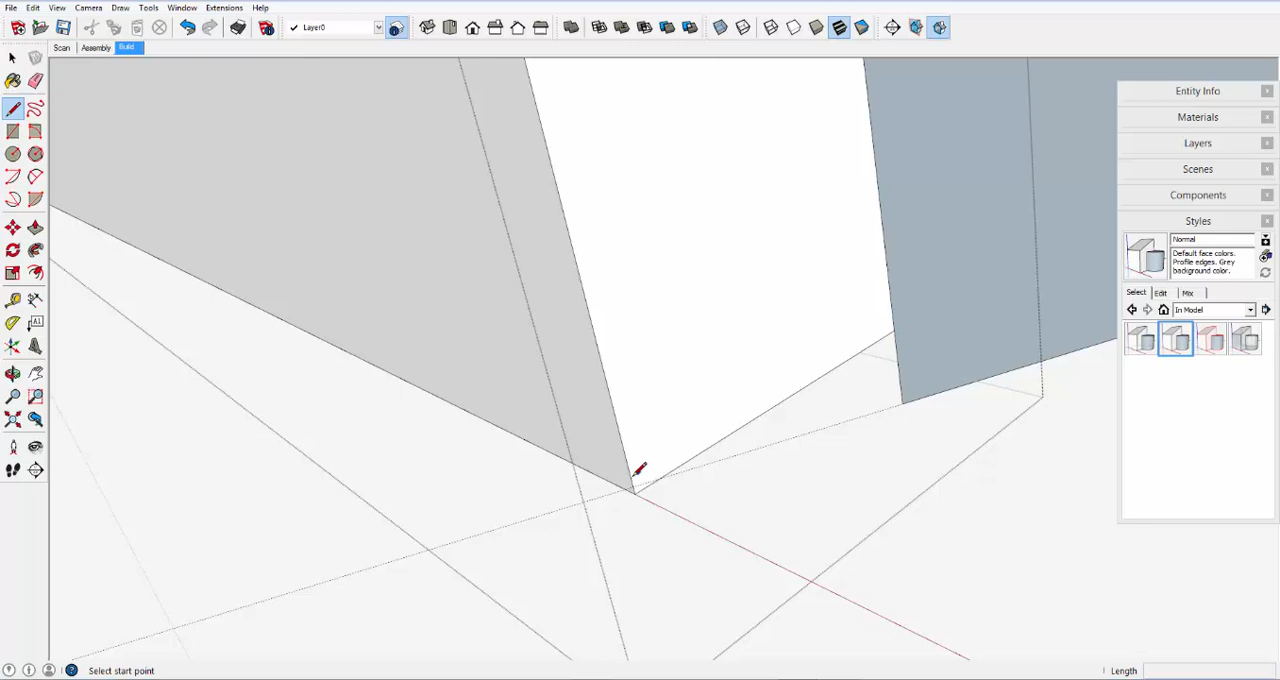 File Edit View Camera Draw Tools Window Extensions Help
Layer0
Scan Assembly Build
Entity Info
Materials
Layers
Scenes
Components
Styles
Normal
Default face colors.
Profile edges. Grey
background color.
Select Edit Mix
In Model
A1
Select start point
Length